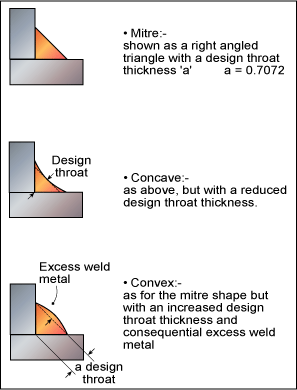 • Mitre:-
shown as a right angled
triangle with a design throat
thickness 'a' a = 0.7072
Design
throat
• Concave:-
as above, but with a reduced
design throat thickness.
Excess weld
metal
• Convex:-
as for the mitre shape but
with an increased design
throat thickness and
consequential excess weld
metal
a design
throat